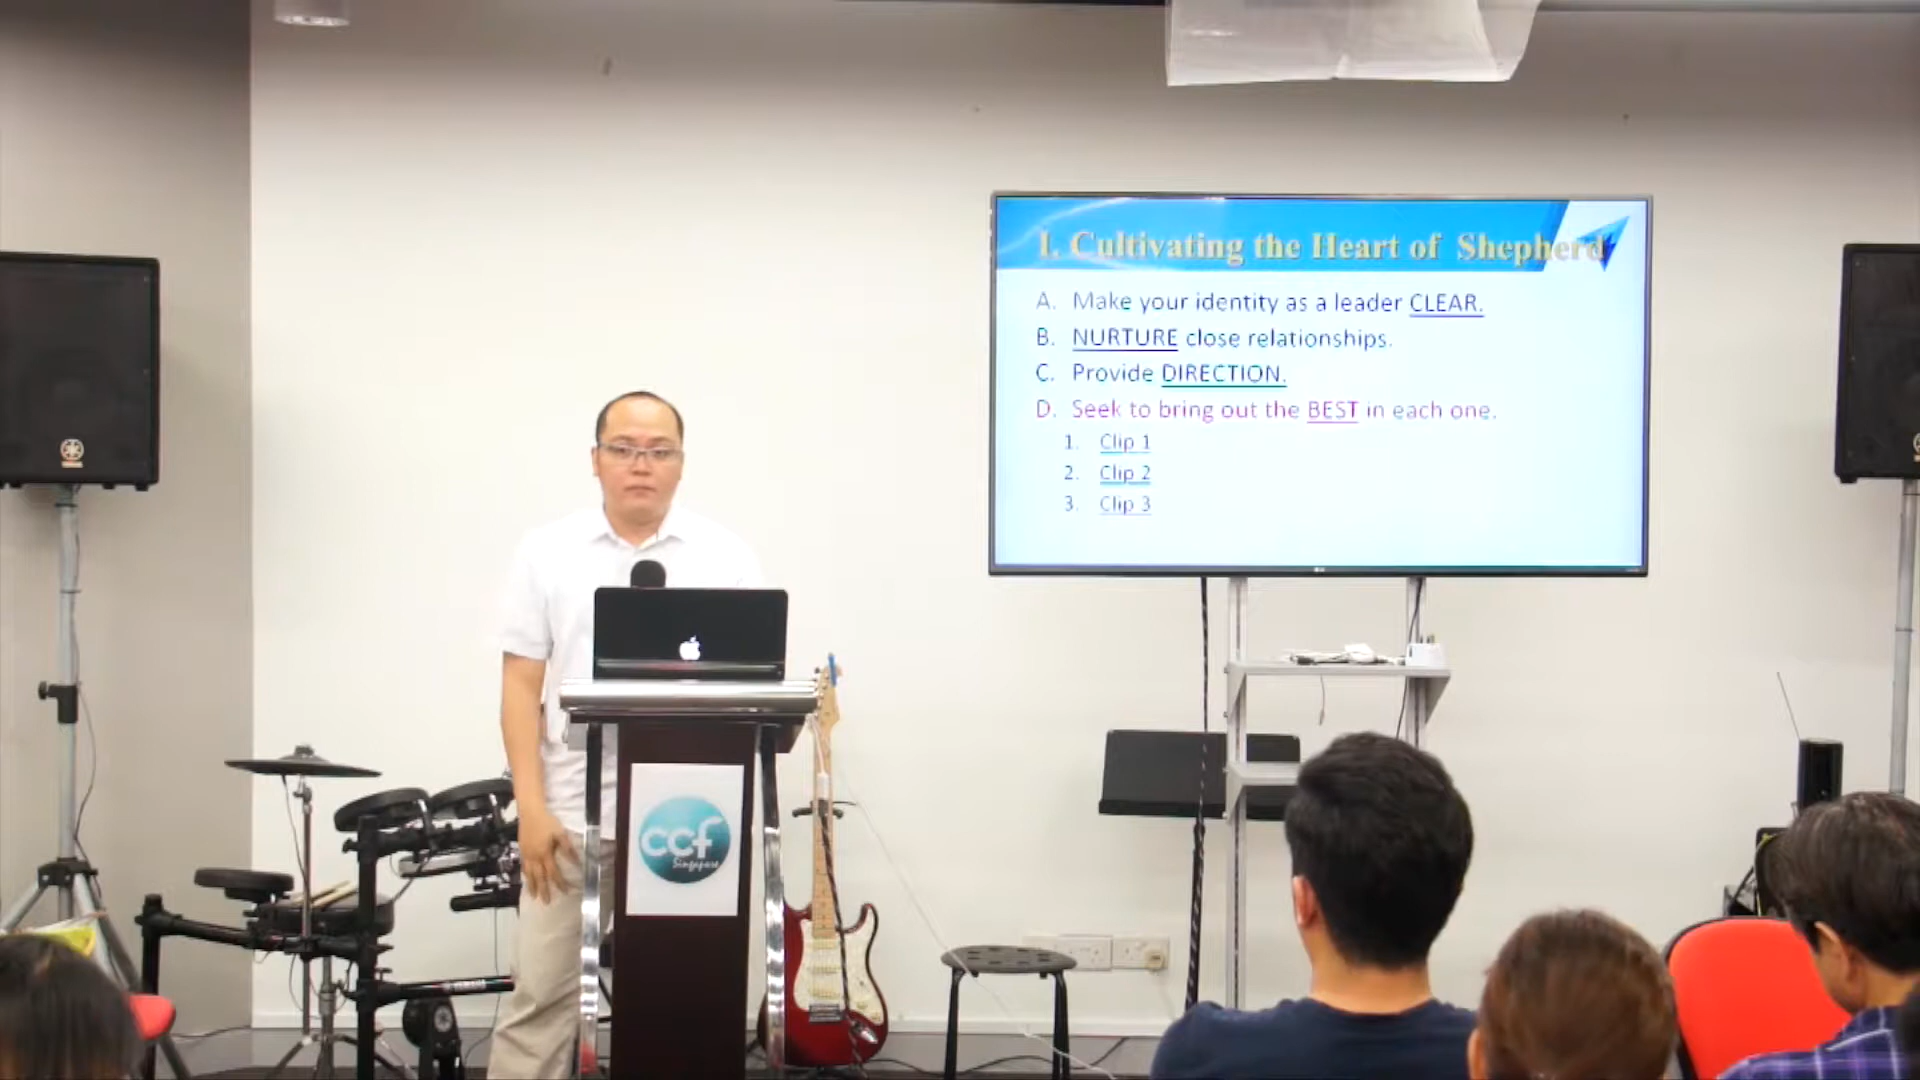 I. Cultivating the Heart of Shepherd
A. Make your identity as a leader CLEAR.
B. NURTURE close relationships.
C. Provide DIRECTION.
D. Seek to bring out the BEST in each one.
1. Clip 1
2. Clip 2
3. Clip 3
ccf
Singapore